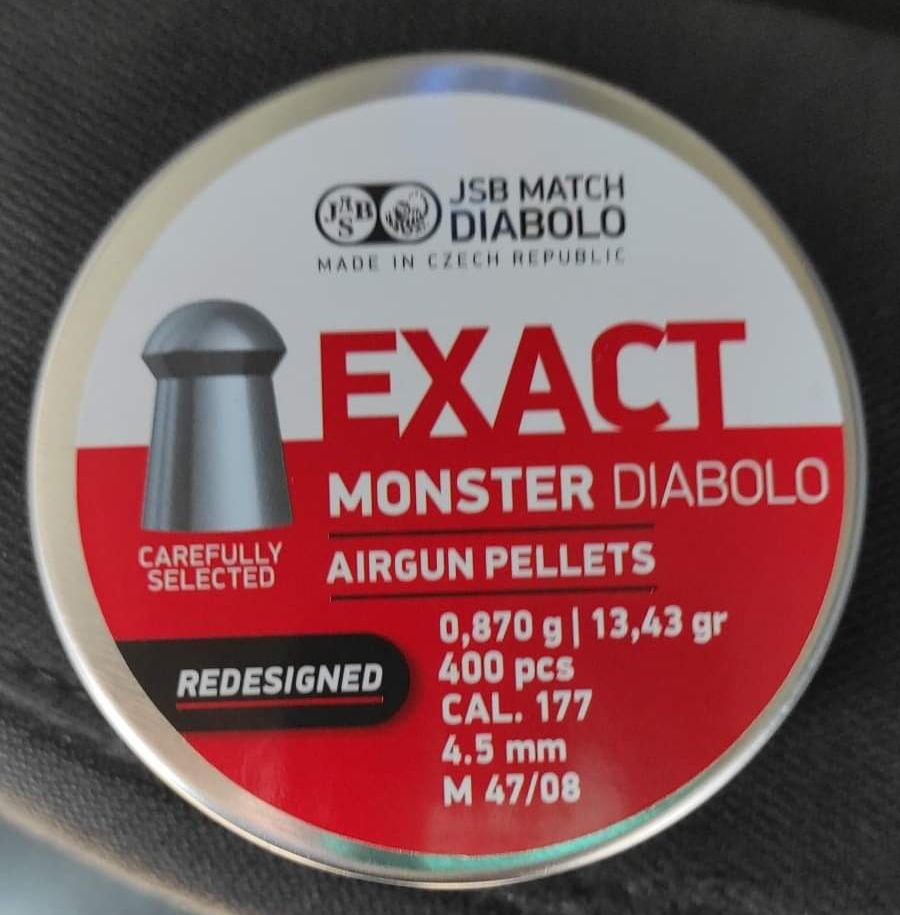 JSB
JSB MATCH
DIABOLO
MADE IN CZECH REPUBLIC
EXACT
MONSTER DIABOLO
AIRGUN PELLETS
CAREFULLY
SELECTED
0,870 g | 13,43 gr
400 pcs
CAL. 177
4.5 mm
M 47/08
REDESIGNED